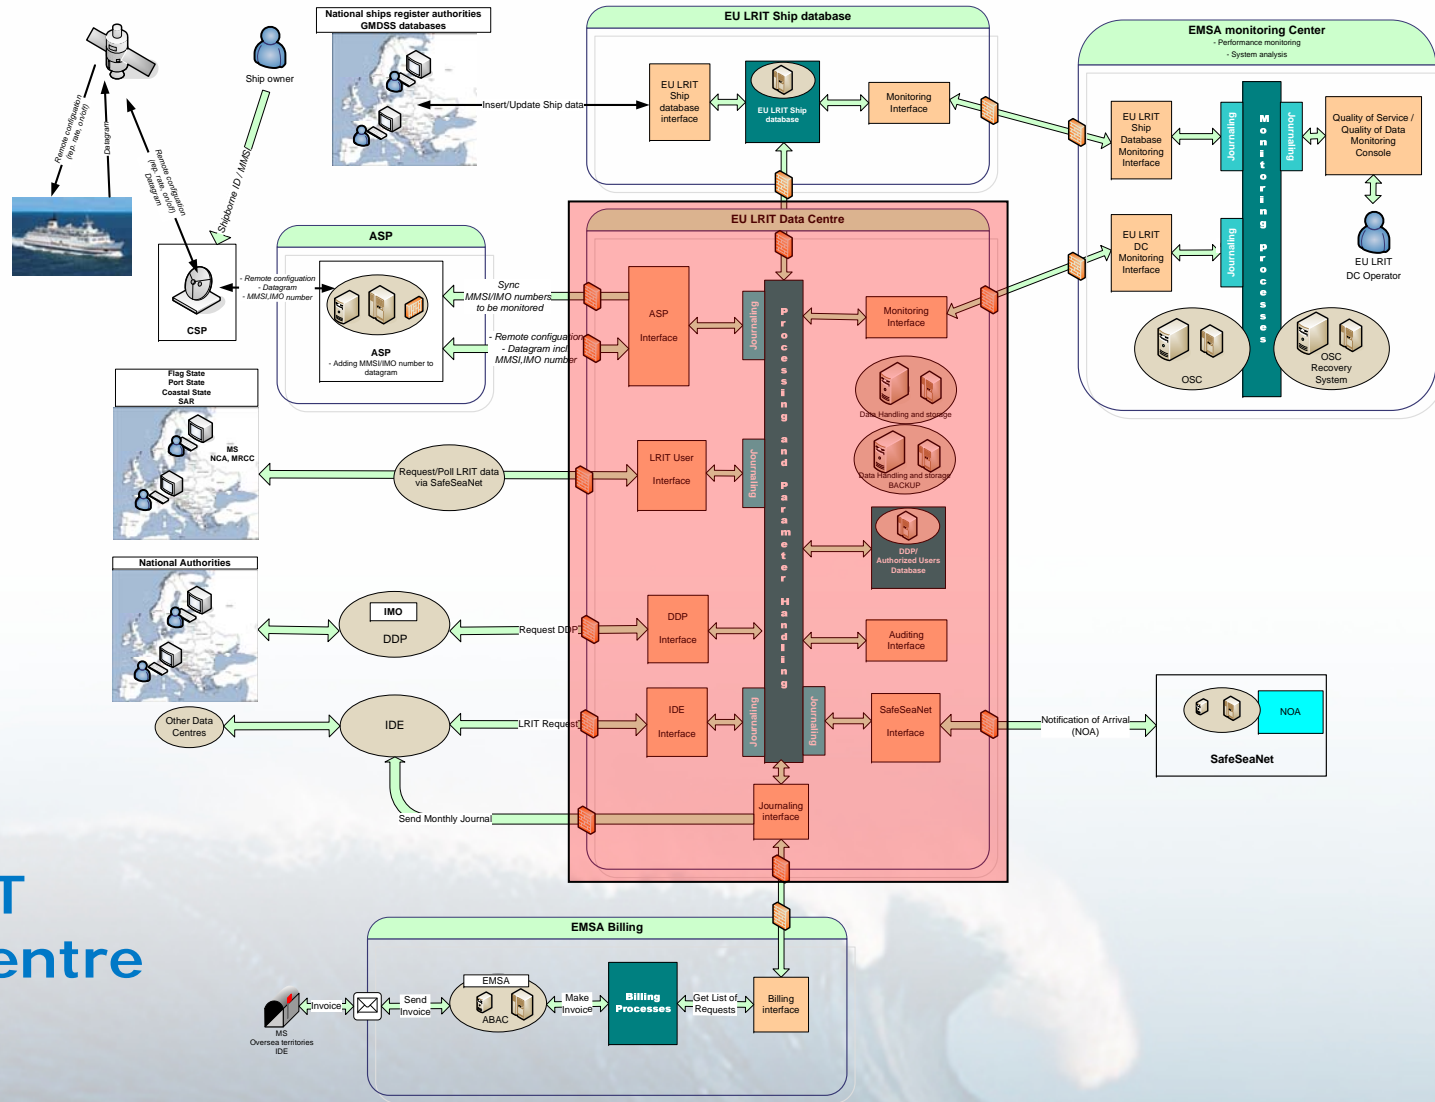 National ships register authorities
GMDSS databases
Ship owner
Remote configuation
(rep. rate, on/off)
Datagram
Remote configuation
(rep. rate, on/off)
Datagram
Shipborne ID / MMSI
CSP
- Remote configuation
- Datagram
- MMSI,IMO number
Insert/Update Ship data
EU LRIT Ship database
EU LRIT
Ship
database
interface
EU LRIT Ship
database
Monitoring
Interface
EMSA monitoring Center
- Performance monitoring
- System analysis
EU LRIT
Ship
Database
Monitoring
Interface
Journaling
Monitoring processes
Journaling
Quality of Service /
Quality of Data
Monitoring
Console
EU LRIT
DC
Monitoring
Interface
Journaling
EU LRIT
DC Operator
OSC
OSC
Recovery
System
ASP
ASP
- Adding MMSI/IMO number to
datagram
Sync
MMSI/IMO numbers
to be monitored
- Remote configuation
- Datagram incl.
MMSI,IMO number
EU LRIT Data Centre
ASP
Interface
Journaling
Processing and Parameter Handling
Monitoring
Interface
Data Handling and storage
Data Handling and storage
BACKUP
Flag State
Port State
Coastal State
SAR
MS
NCA, MRCC
Request/Poll LRIT data
via SafeSeaNet
LRIT User
Interface
Journaling
DDP/
Authorized Users
Database
National Authorities
IMO
DDP
Request DDP
DDP
Interface
Auditing
Interface
Other Data
Centres
IDE
LRIT Request
IDE
Interface
Journaling
Journaling
SafeSeaNet
Interface
Notification of Arrival
(NOA)
NOA
SafeSeaNet
Send Monthly Journal
Journaling
interface
T
entre
EMSA Billing
MS
Oversea territories
IDE
Invoice
Send
Invoice
EMSA
ABAC
Make
Invoice
Billing
Processes
Get List of
Requests
Billing
interface